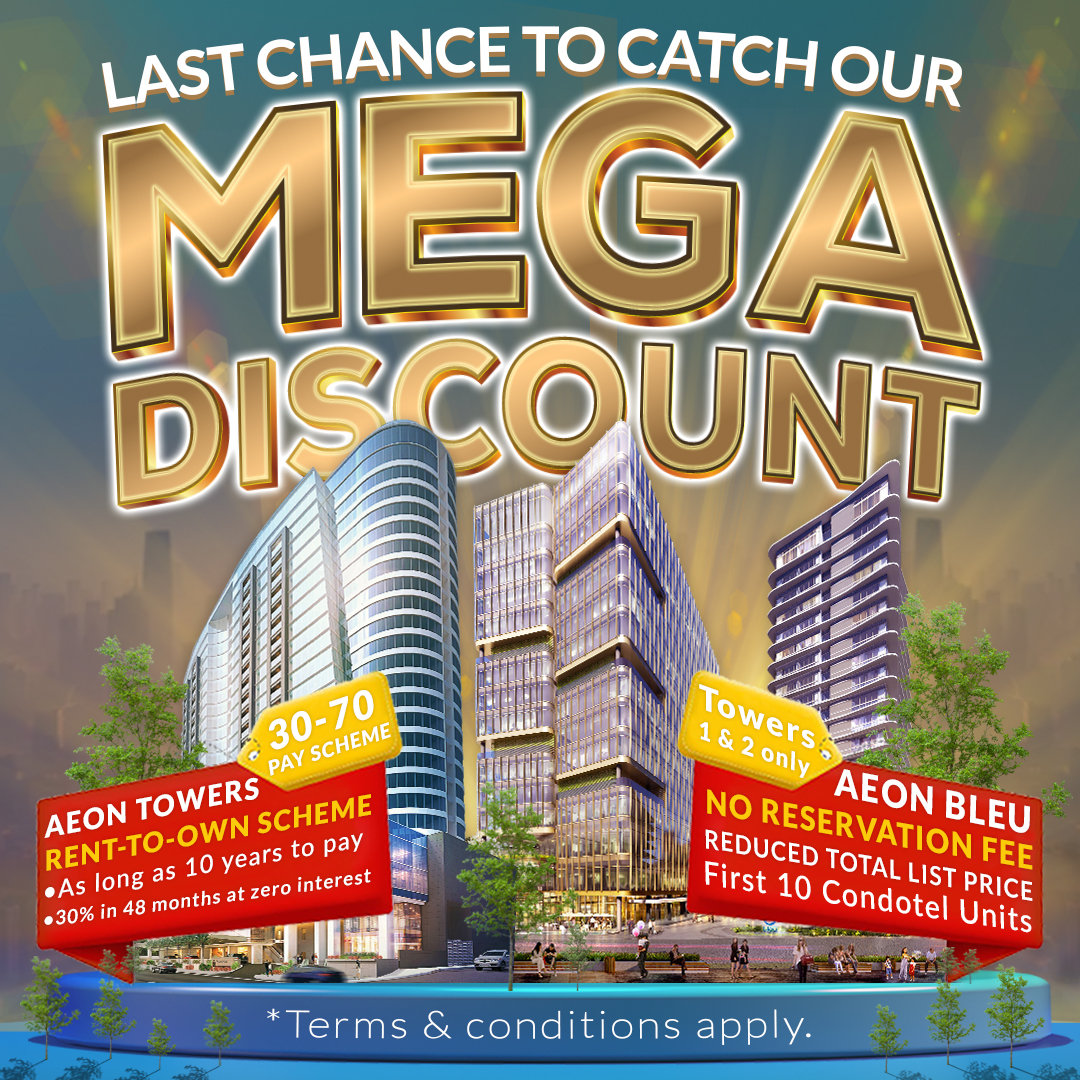 LAST CHANCE TO CATCH OUR
MEGA
DISCOUNT
30-70
PAY SCHEME
AEON TOWERS
RENT-TO-OWN SCHEME
•As long as 10 years to pay
•30% in 48 months at zero interest
Towers
1 & 2 only
AEON BLEU
NO RESERVATION FEE
REDUCED TOTAL LIST PRICE
First 10 Condotel Units
*Terms & conditions apply.